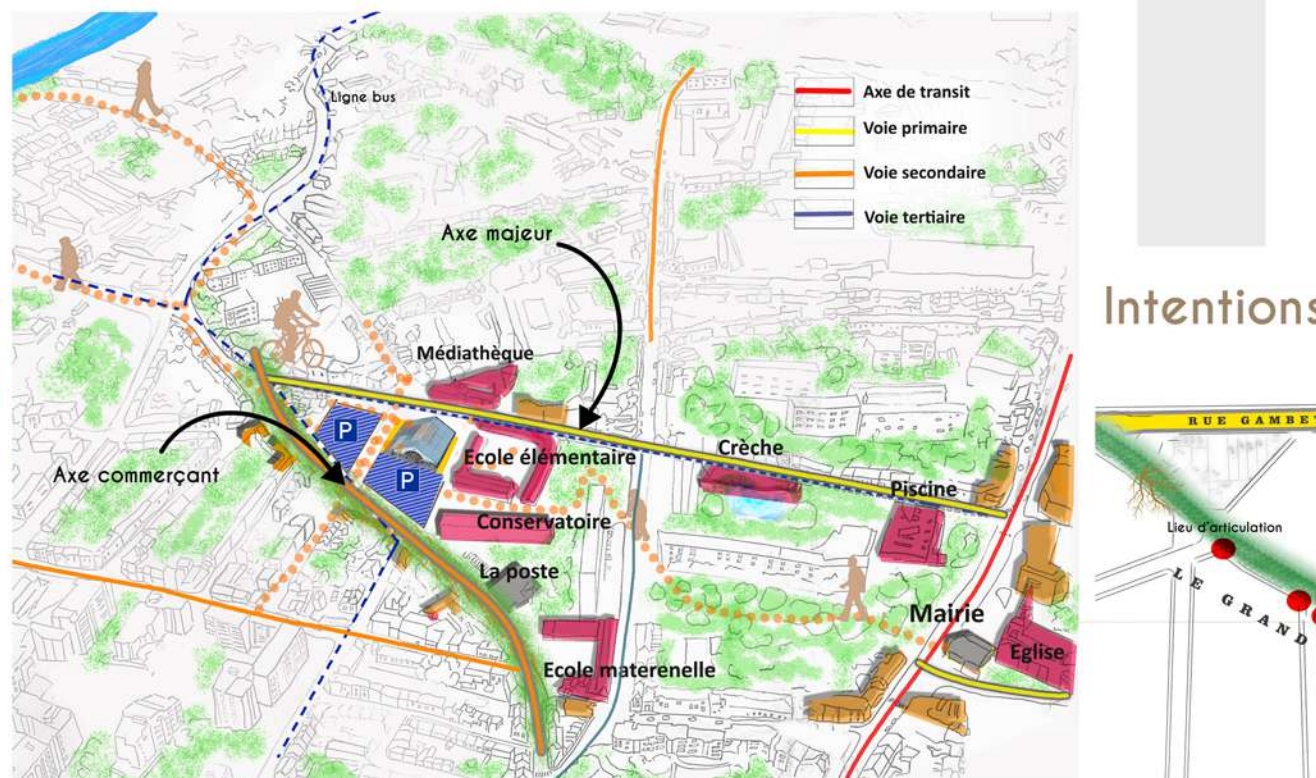 Ligne bus
Axe de transit
Voie primaire
Voie secondaire
Voie tertiaire
Axe majeur
Médiathèque
Axe commerçant
P
P
Ecole élémentaire
Crèche
Piscine
Conservatoire
La poste
Mairie
Eglise
Ecole materenelle
Intentions
RUE GAMBE
Lieu d'articulation
LE GRAND